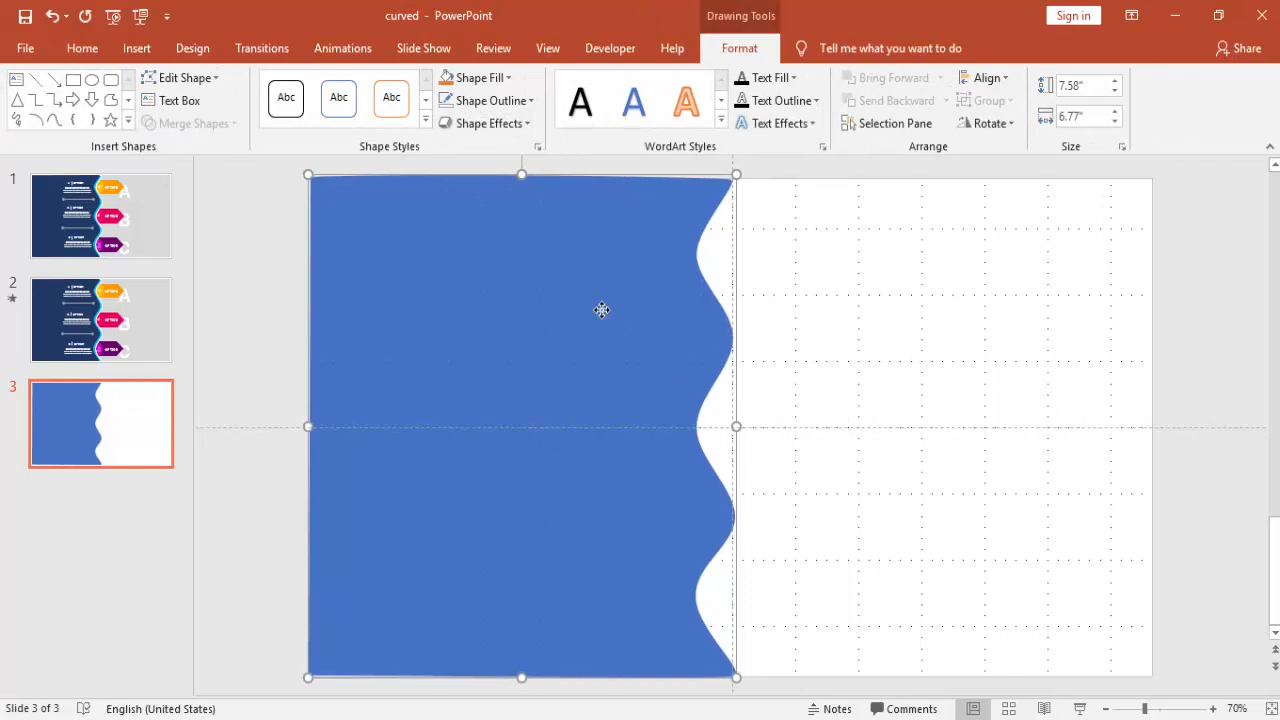 curved - PowerPoint
Drawing Tools
Sign in
File Home Insert Design Transitions Animations Slide Show Review View Developer Help Format Tell me what you want to do Share
Edit Shape
Text Box
Merge Shapes
Insert Shapes
Abc Abc Abc
Shape Fill
Shape Outline
Shape Effects
Shape Styles
A A A
Text Fill
Text Outline
Text Effects
WordArt Styles
Bring Forward
Send Backward
Selection Pane
Align
Group
Rotate
Arrange
7.58"
6.77"
Size
1
A
2
A
3
Slide 3 of 3 English (United States) Notes Comments 70%